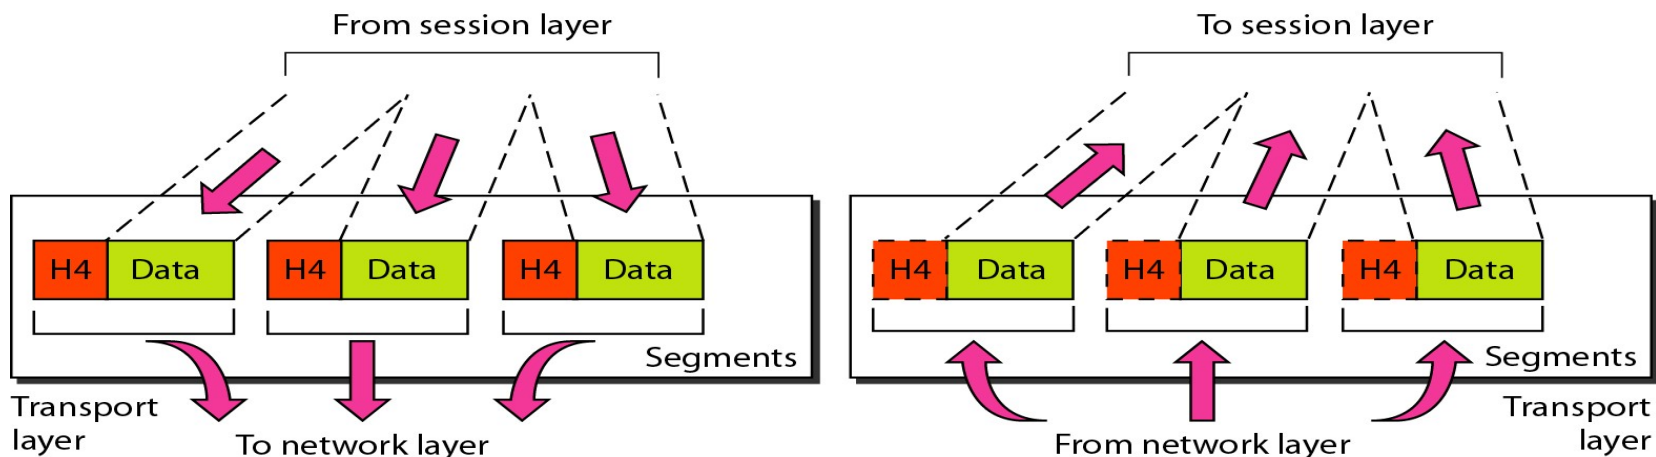 From session layer
H4 Data H4 Data H4 Data
Segments
Transport
layer
To network layer
To session layer
H4 Data H4 Data H4 Data
Segments
Transport
layer
From network layer